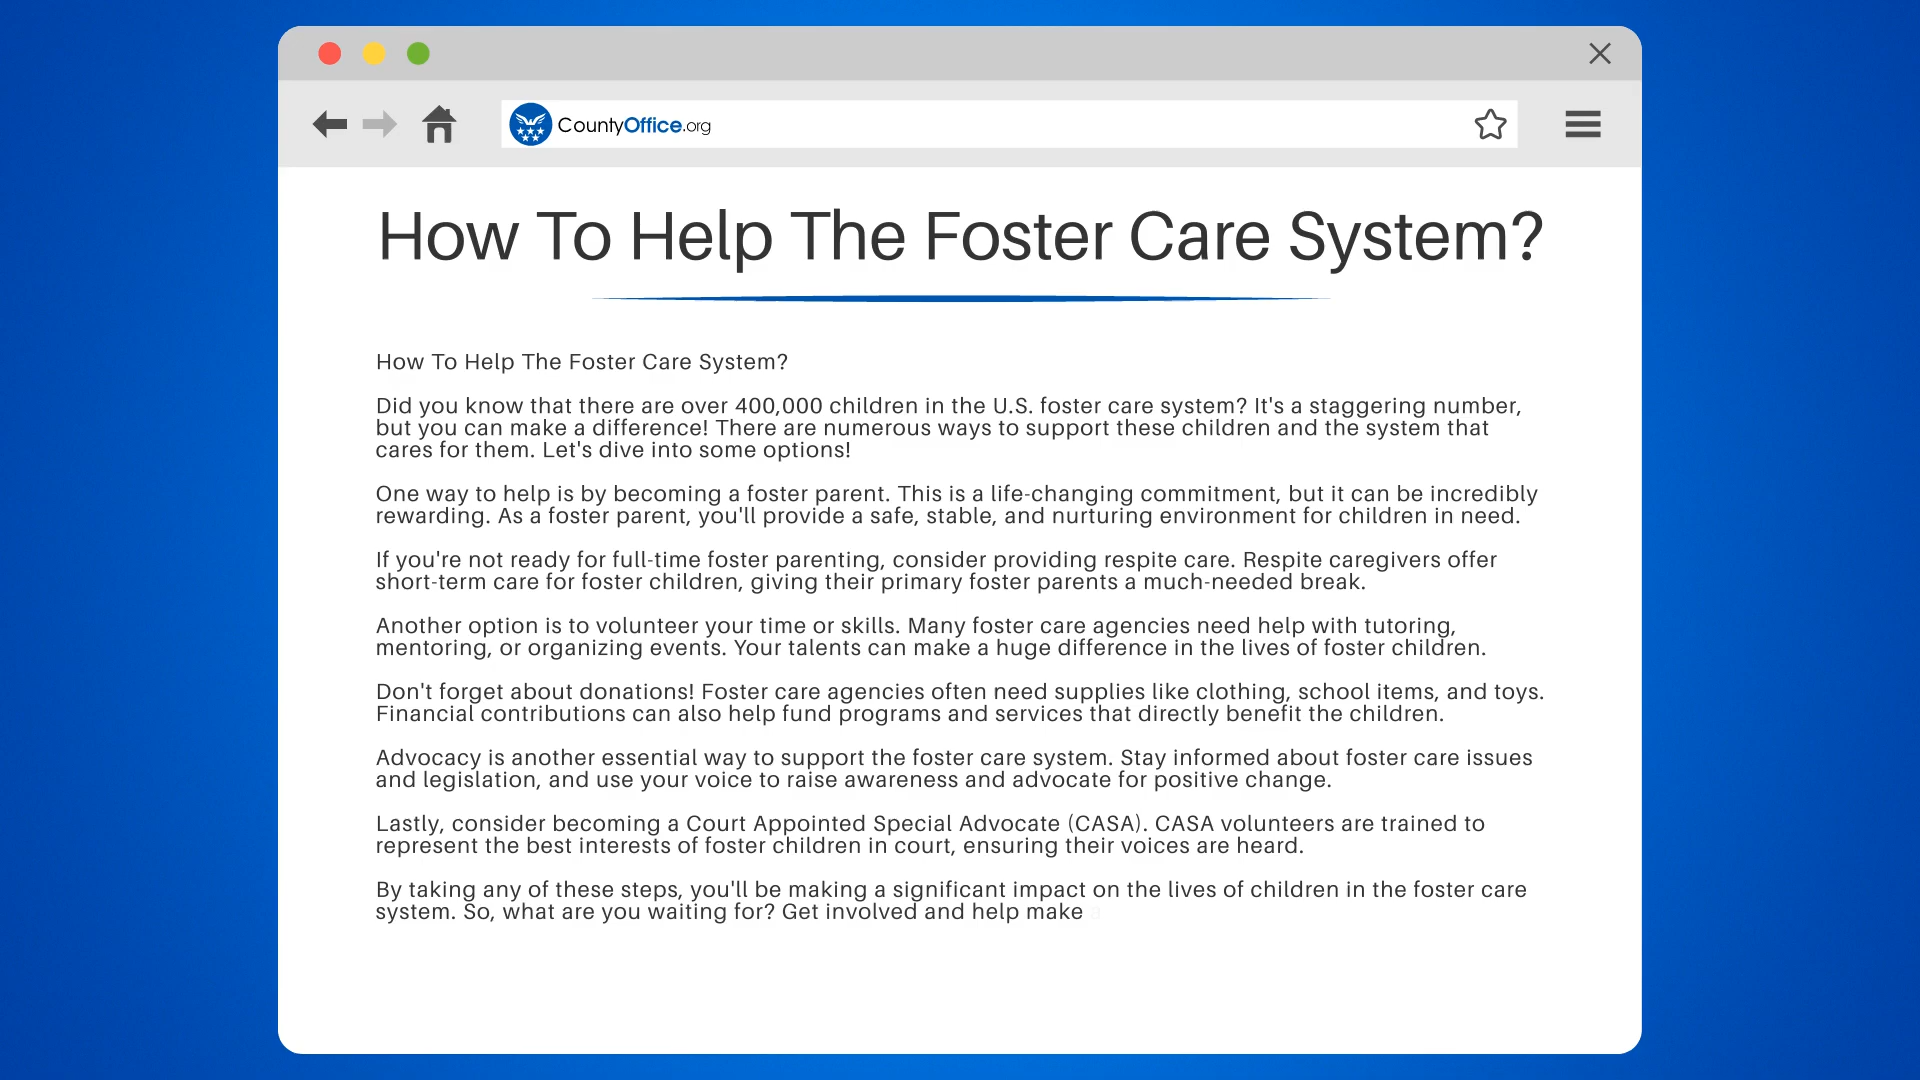 CountyOffice.org
How To Help The Foster Care System?
How To Help The Foster Care System?
Did you know that there are over 400,000 children in the U.S. foster care system? It's a staggering number,
but you can make a difference! There are numerous ways to support these children and the system that
cares for them. Let's dive into some options!
One way to help is by becoming a foster parent. This is a life-changing commitment, but it can be incredibly
rewarding. As a foster parent, you'll provide a safe, stable, and nurturing environment for children in need.
If you're not ready for full-time foster parenting, consider providing respite care. Respite caregivers offer
short-term care for foster children, giving their primary foster parents a much-needed break.
Another option is to volunteer your time or skills. Many foster care agencies need help with tutoring,
mentoring, or organizing events. Your talents can make a huge difference in the lives of foster children.
Don't forget about donations! Foster care agencies often need supplies like clothing, school items, and toys.
Financial contributions can also help fund programs and services that directly benefit the children.
Advocacy is another essential way to support the foster care system. Stay informed about foster care issues
and legislation, and use your voice to raise awareness and advocate for positive change.
Lastly, consider becoming a Court Appointed Special Advocate (CASA). CASA volunteers are trained to
represent the best interests of foster children in court, ensuring their voices are heard.
By taking any of these steps, you'll be making a significant impact on the lives of children in the foster care
system. So, what are you waiting for? Get involved and help make a